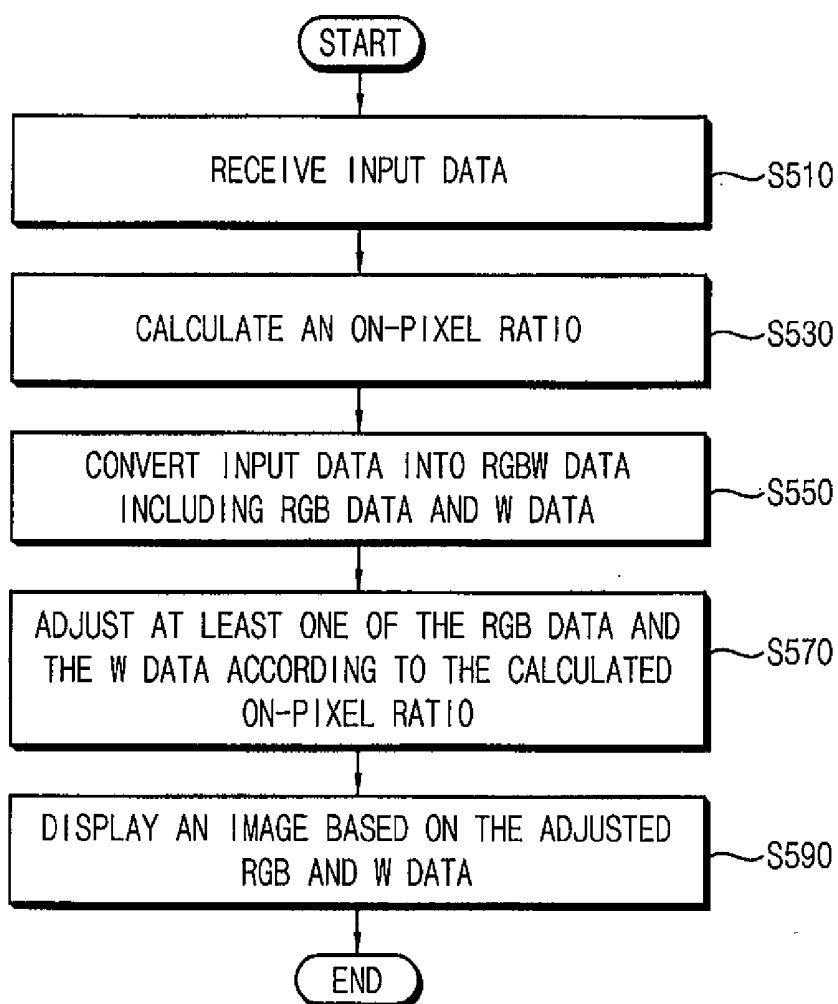 START
RECEIVE INPUT DATA
S510
CALCULATE AN ON-PIXEL RATIO
S530
CONVERT INPUT DATA INTO RGBW DATA
INCLUDING RGB DATA AND W DATA
S550
ADJUST AT LEAST ONE OF THE RGB DATA AND
THE W DATA ACCORDING TO THE CALCULATED
ON-PIXEL RATIO
S570
DISPLAY AN IMAGE BASED ON THE ADJUSTED
RGB AND W DATA
S590
END